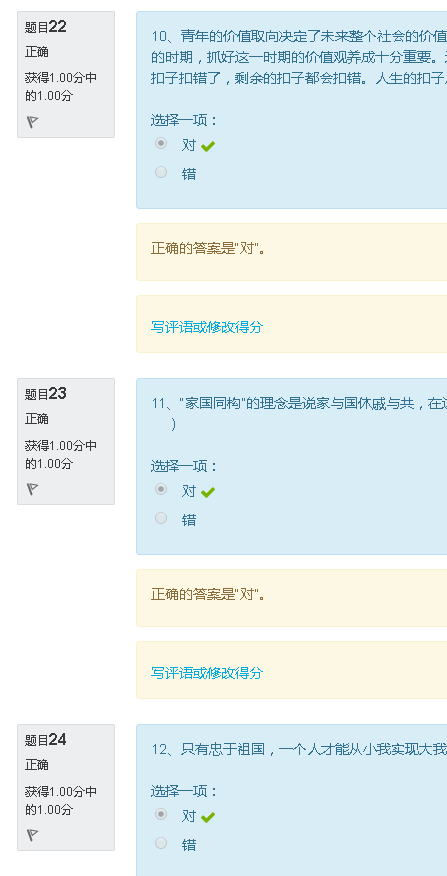 题目22
正确
获得1.00分中
的1.00分
10、青年的价值取向决定了未来整个社会的价值
的时期，抓好这一时期的价值观养成十分重要。
扣子扣错了，剩余的扣子都会扣错。人生的扣子
选择一项：
对
错
正确的答案是“对”。
写评语或修改得分
题目23
正确
获得1.00分中
的1.00分
11、“家国同构”的理念是说家与国休戚与共，在
）
选择一项：
对
错
正确的答案是“对”。
写评语或修改得分
题目24
正确
获得1.00分中
的1.00分
12、只有忠于祖国，一个人才能从小我实现大我
选择一项：
对
错